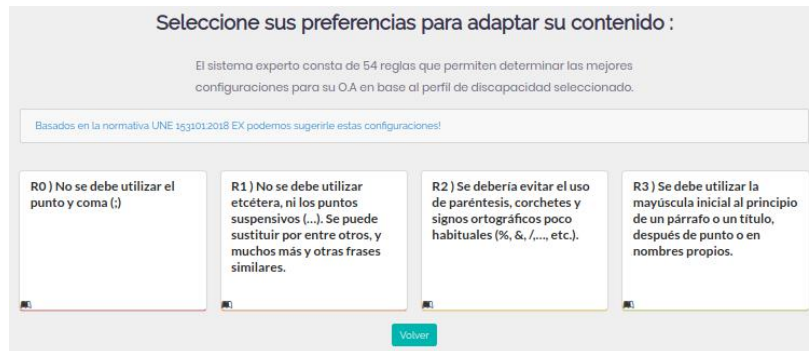 Seleccione sus preferencias para adaptar su contenido :
El sistema experto consta de 54 reglas que permiten determinar las mejores
configuraciones para su O.A en base al perfil de discapacidad seleccionado.
Basados en la normativa UNE 153101:2018 EX podemos sugerirle estas configuraciones!
R0 ) No se debe utilizar el
punto y coma (;)
R1 ) No se debe utilizar
etcétera, ni los puntos
suspensivos (...). Se puede
sustituir por entre otros, y
muchos más y otras frases
similares.
R2 ) Se debería evitar el uso
de paréntesis, corchetes y
signos ortográficos poco
habituales (%, &, /,..., etc.).
R3 ) Se debe utilizar la
mayúscula inicial al principio
de un párrafo o un título,
después de punto o en
nombres propios.
Volver